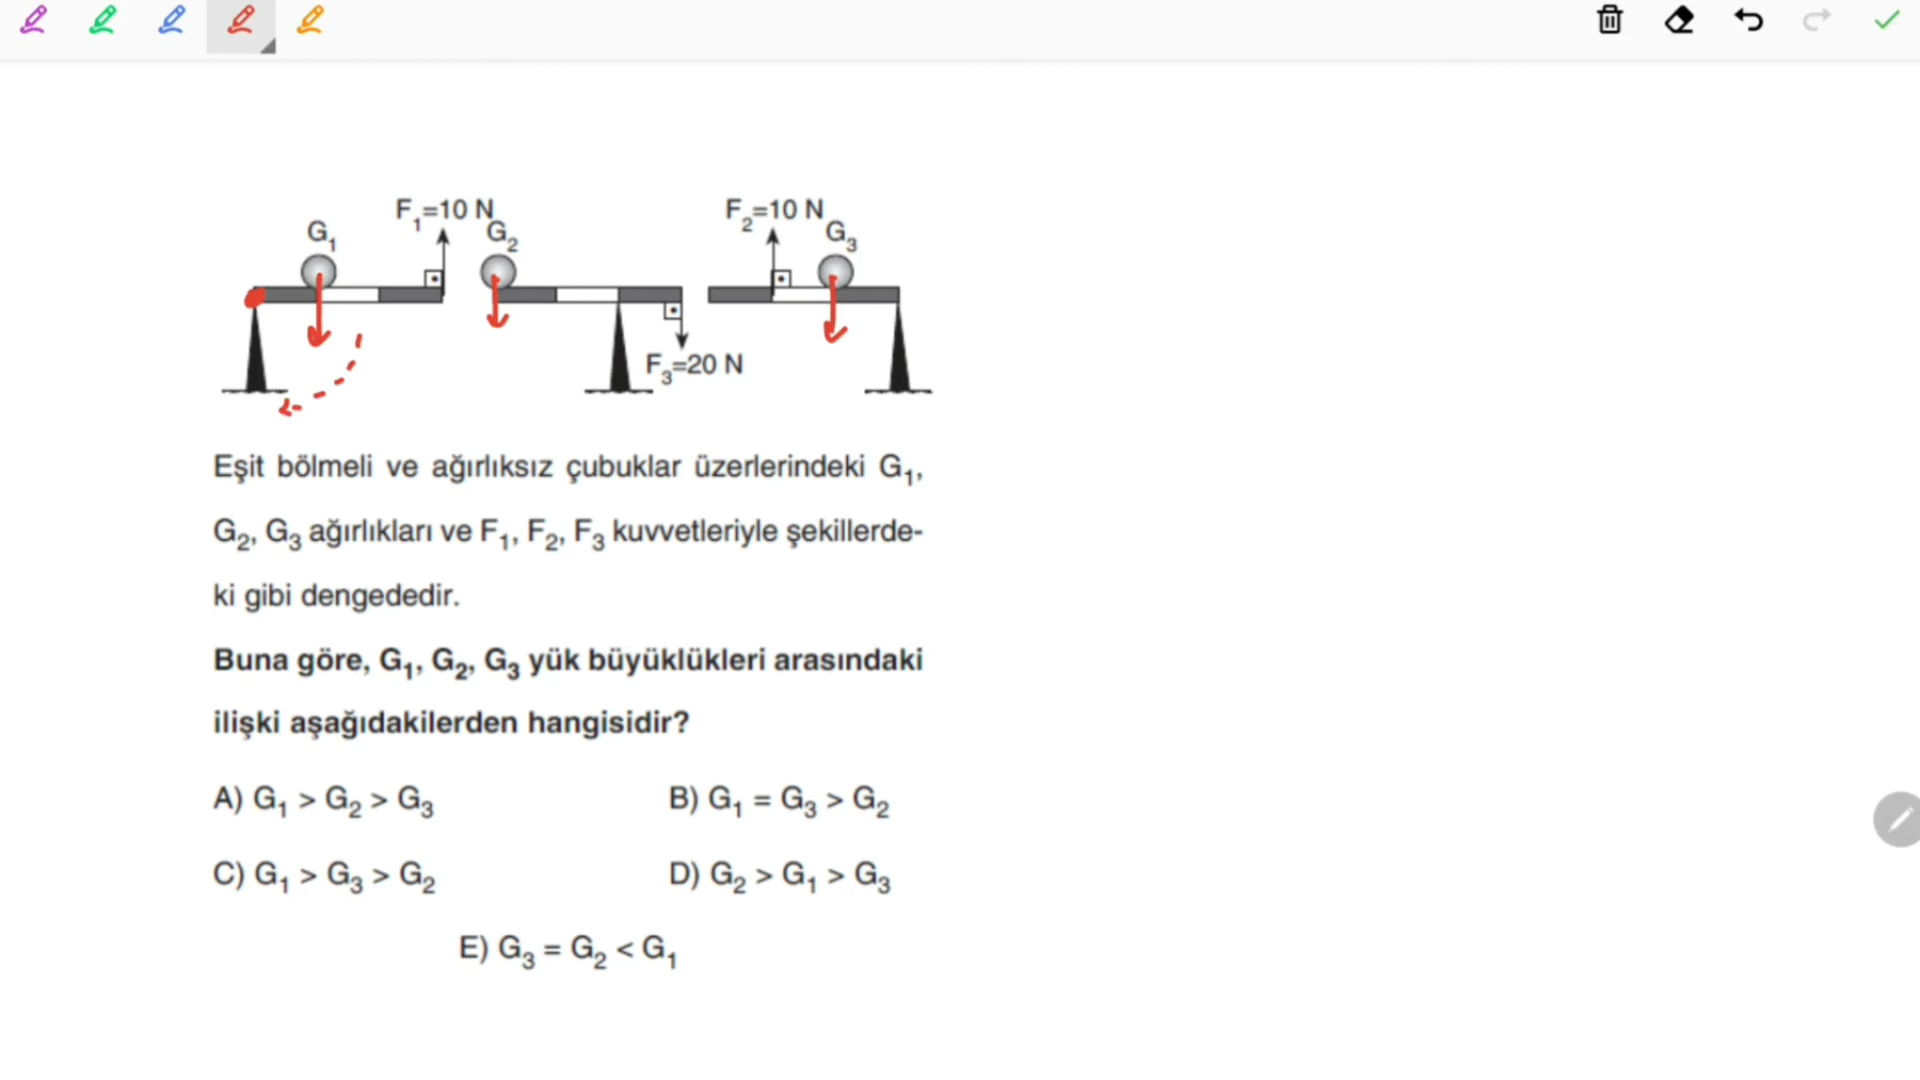 F₁=10 N
F₂=10 N
G₁
G₂
G₃
F₃=20 N
Eşit bölmeli ve ağırlıksız çubuklar üzerlerindeki G₁,
G₂, G₃ ağırlıkları ve F₁, F₂, F₃ kuvvetleriyle şekillerde-
ki gibi dengededir.
Buna göre, G₁, G₂, G₃ yük büyüklükleri arasındaki
ilişki aşağıdakilerden hangisidir?
A) G₁ > G₂ > G₃
B) G₁ = G₃ > G₂
C) G₁ > G₃ > G₂
D) G₂ > G₁ > G₃
E) G₃ = G₂ < G₁